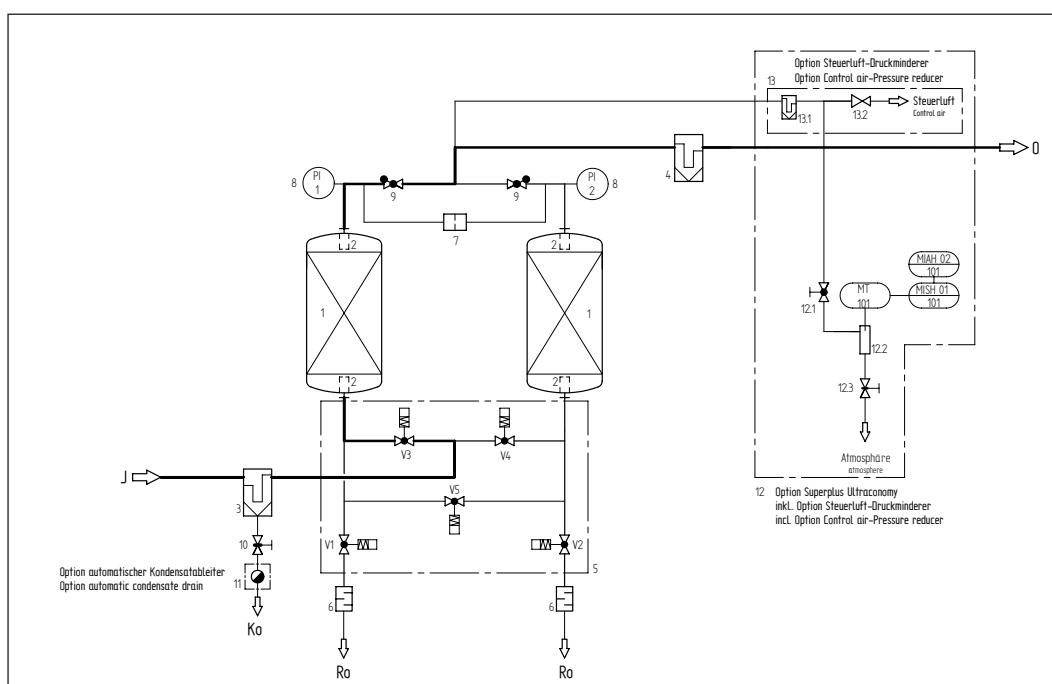 Option Steuerluft-Druckminderer
Option Control air-Pressure reducer
13
13.1
13.2
Steuerluft
Control air
4
O
8
PI
1
9
9
PI
2
8
7
2
2
1
1
2
2
MIAH 02
101
MT
101
MISH 01
101
12.1
12.2
12.3
Atmosphäre
atmosphere
V3
V4
J
3
V5
12 Option Superplus Ultraconomy
inkl. Option Steuerluft-Druckminderer
incl. Option Control air-Pressure reducer
10
V1
V2
5
Option automatischer Kondensatableiter
Option automatic condensate drain
11
6
6
Ko
Ro
Ro